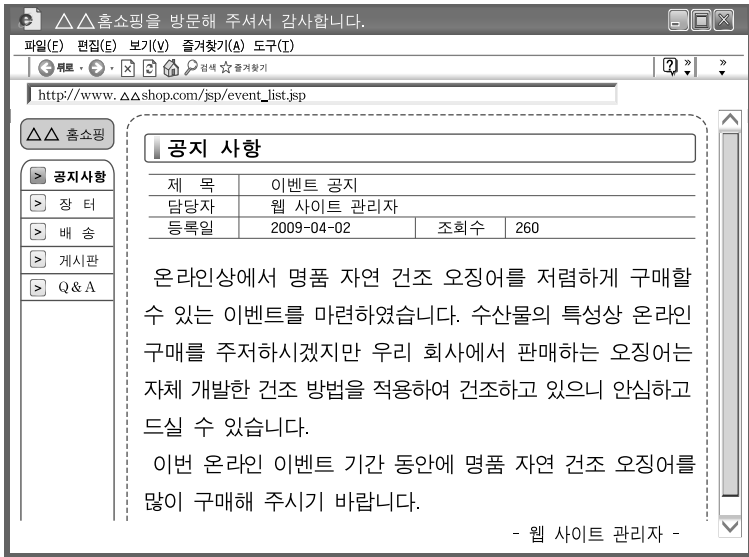 △△홈쇼핑을 방문해 주셔서 감사합니다.
파일(F) 편집(E) 보기(V) 즐겨찾기(A) 도구(T)
뒤로 검색 ☆ 즐겨찾기
http://www.△△shop.com/jsp/event_list.jsp
△△ 홈쇼핑
> 공지사항
> 장 터
> 배 송
> 게시판
> Q & A
공지 사항
제 목 이벤트 공지
담당자 웹 사이트 관리자
등록일 2009-04-02 조회수 260
온라인상에서 명품 자연 건조 오징어를 저렴하게 구매할
수 있는 이벤트를 마련하였습니다. 수산물의 특성상 온라인
구매를 주저하시겠지만 우리 회사에서 판매하는 오징어는
자체 개발한 건조 방법을 적용하여 건조하고 있으니 안심하고
드실 수 있습니다.
이번 온라인 이벤트 기간 동안에 명품 자연 건조 오징어를
많이 구매해 주시기 바랍니다.
- 웹 사이트 관리자 -